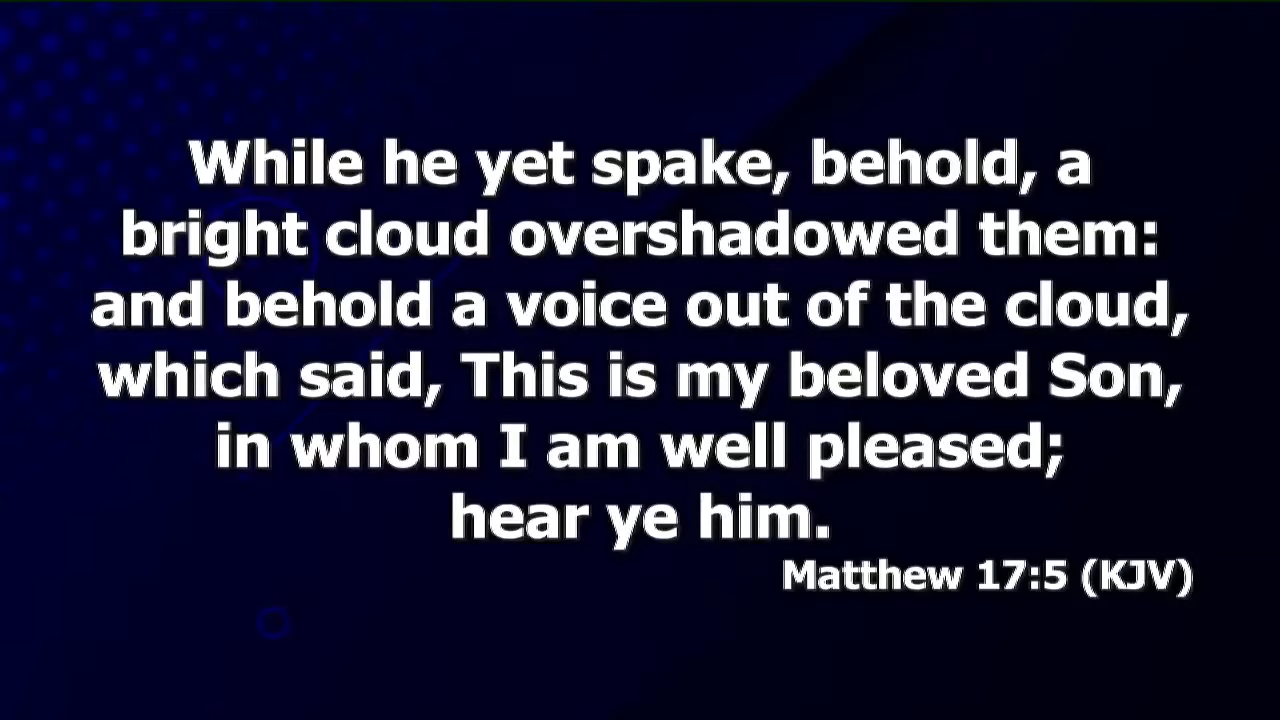 While he yet spake, behold, a
bright cloud overshadowed them:
and behold a voice out of the cloud,
which said, This is my beloved Son,
in whom I am well pleased;
hear ye him.
Matthew 17:5 (KJV)